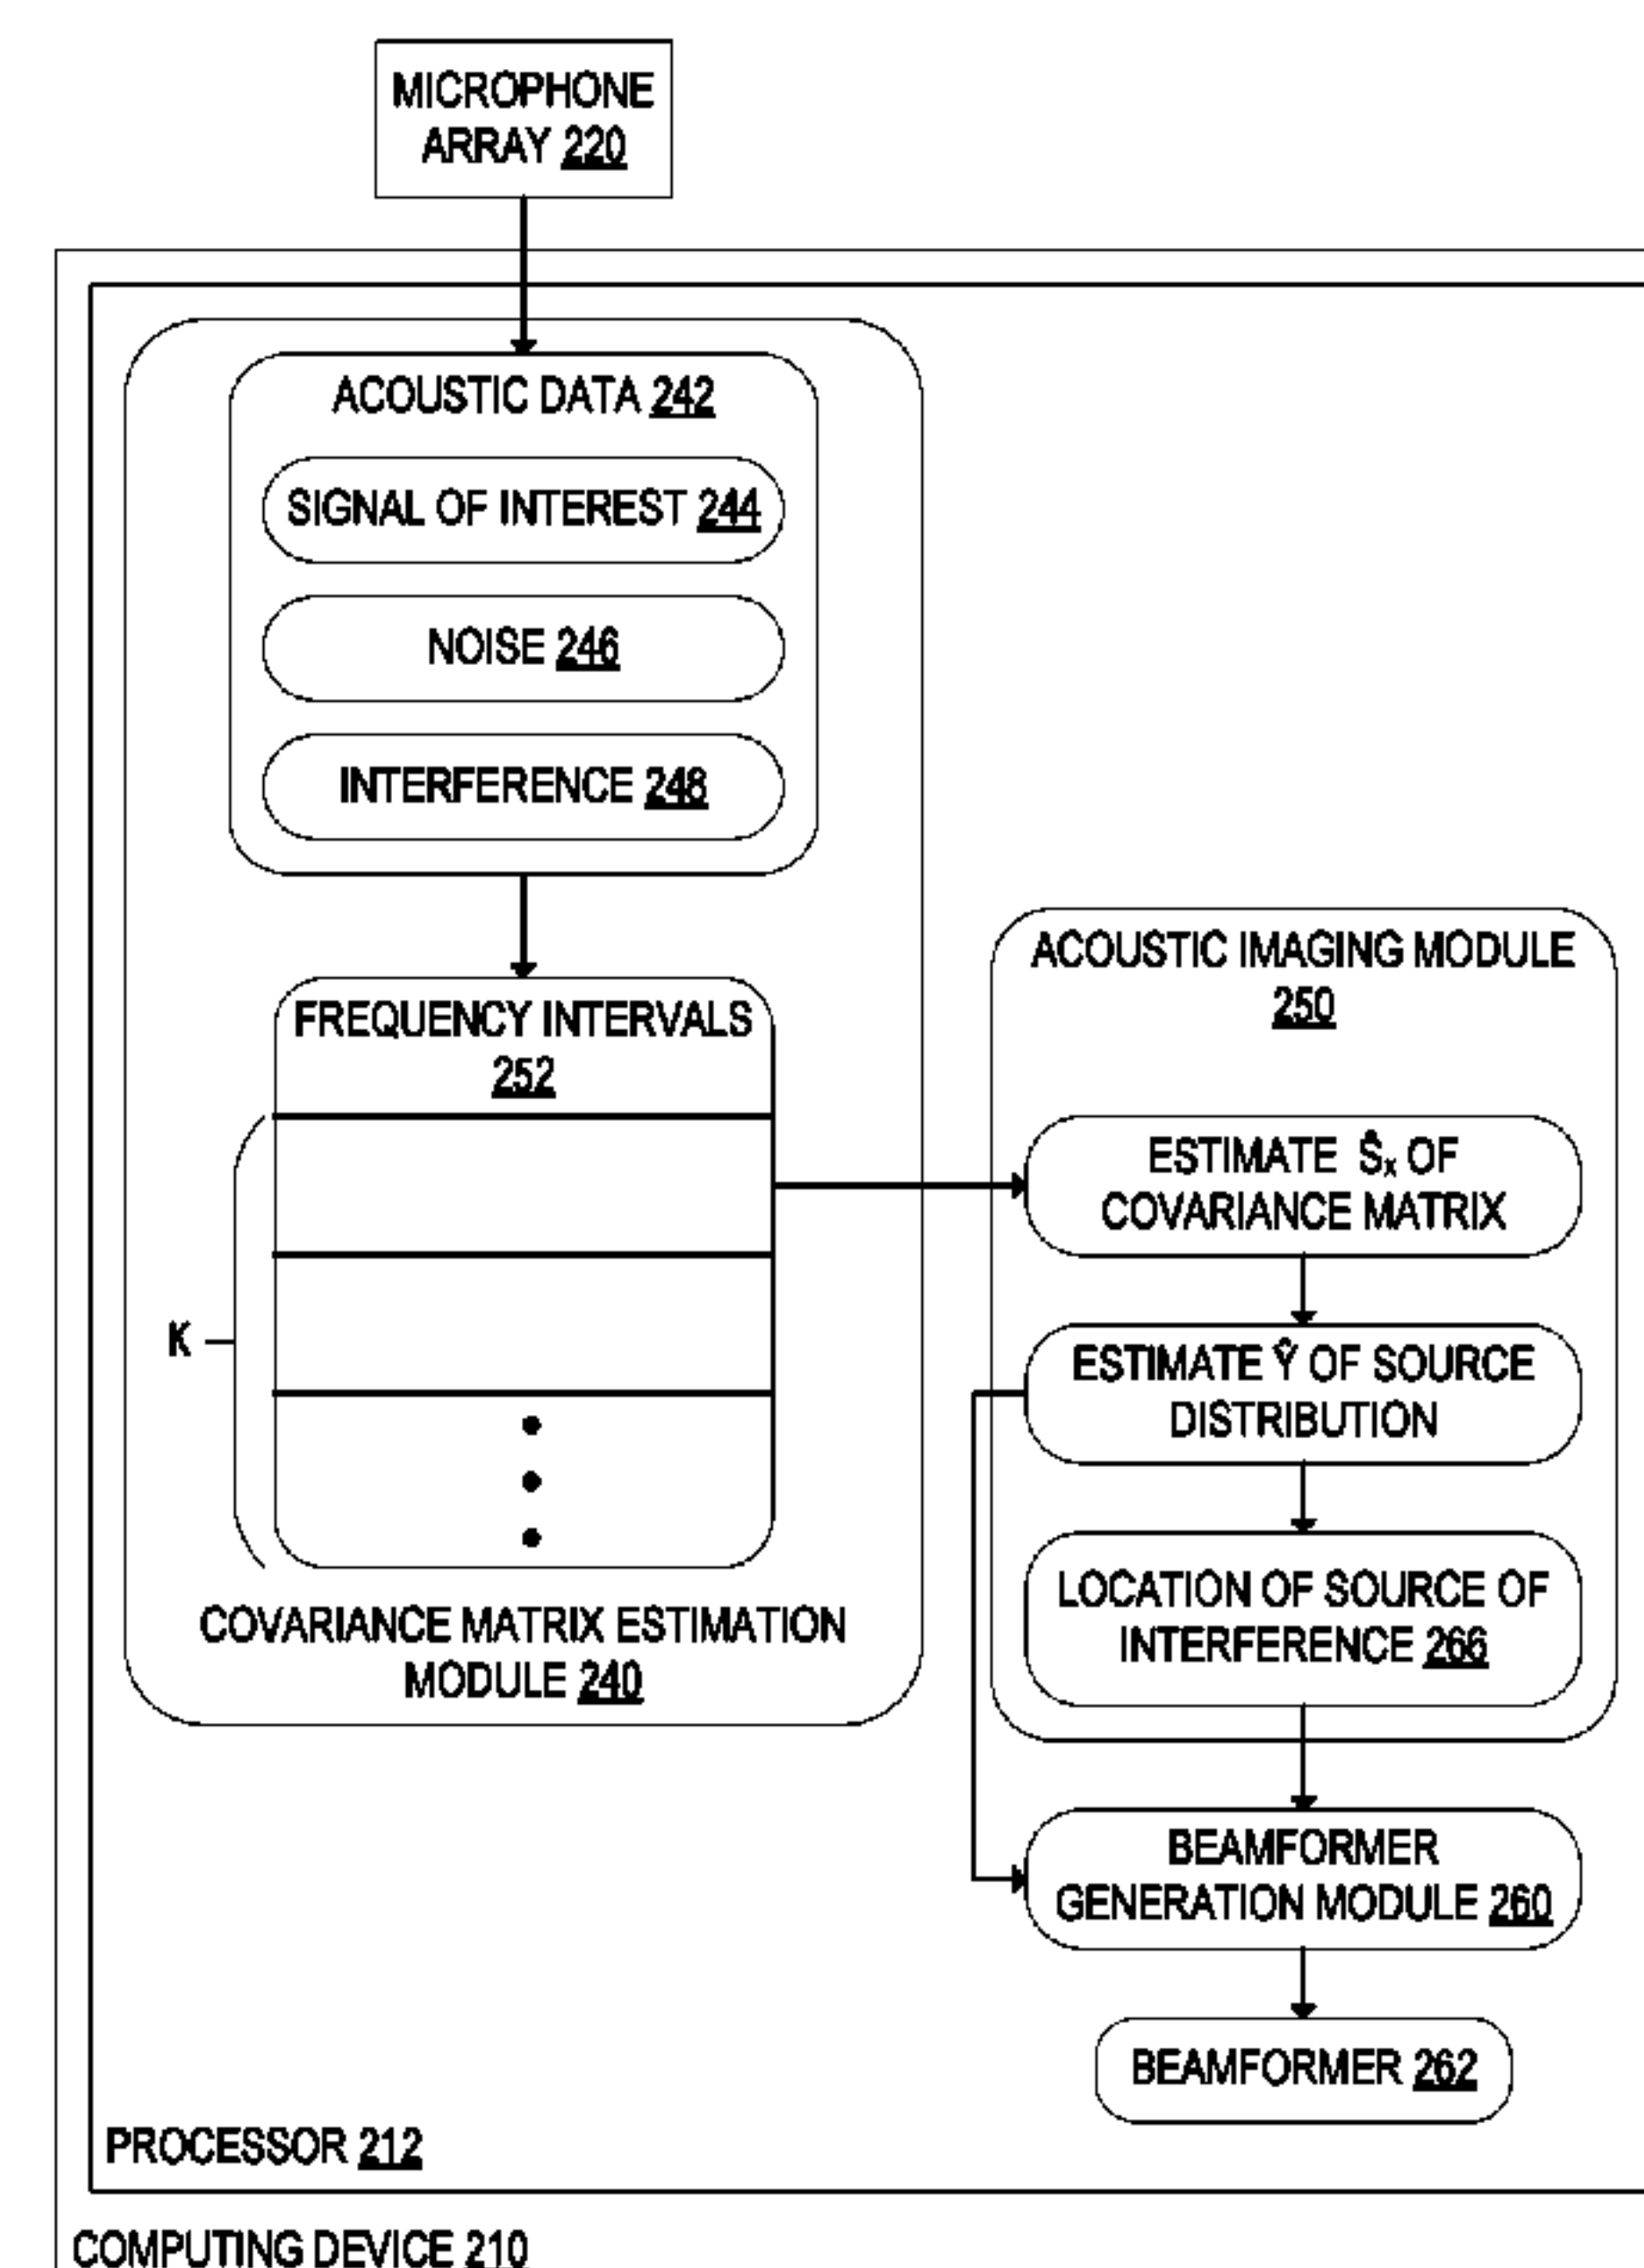 MICROPHONE
ARRAY 220
ACOUSTIC DATA 242
SIGNAL OF INTEREST 244
NOISE 246
INTERFERENCE 248
FREQUENCY INTERVALS
252
K
COVARIANCE MATRIX ESTIMATION
MODULE 240
ACOUSTIC IMAGING MODULE
250
ESTIMATE Ŝₓ OF
COVARIANCE MATRIX
ESTIMATE Ŷ OF SOURCE
DISTRIBUTION
LOCATION OF SOURCE OF
INTERFERENCE 266
BEAMFORMER
GENERATION MODULE 260
BEAMFORMER 262
PROCESSOR 212
COMPUTING DEVICE 210